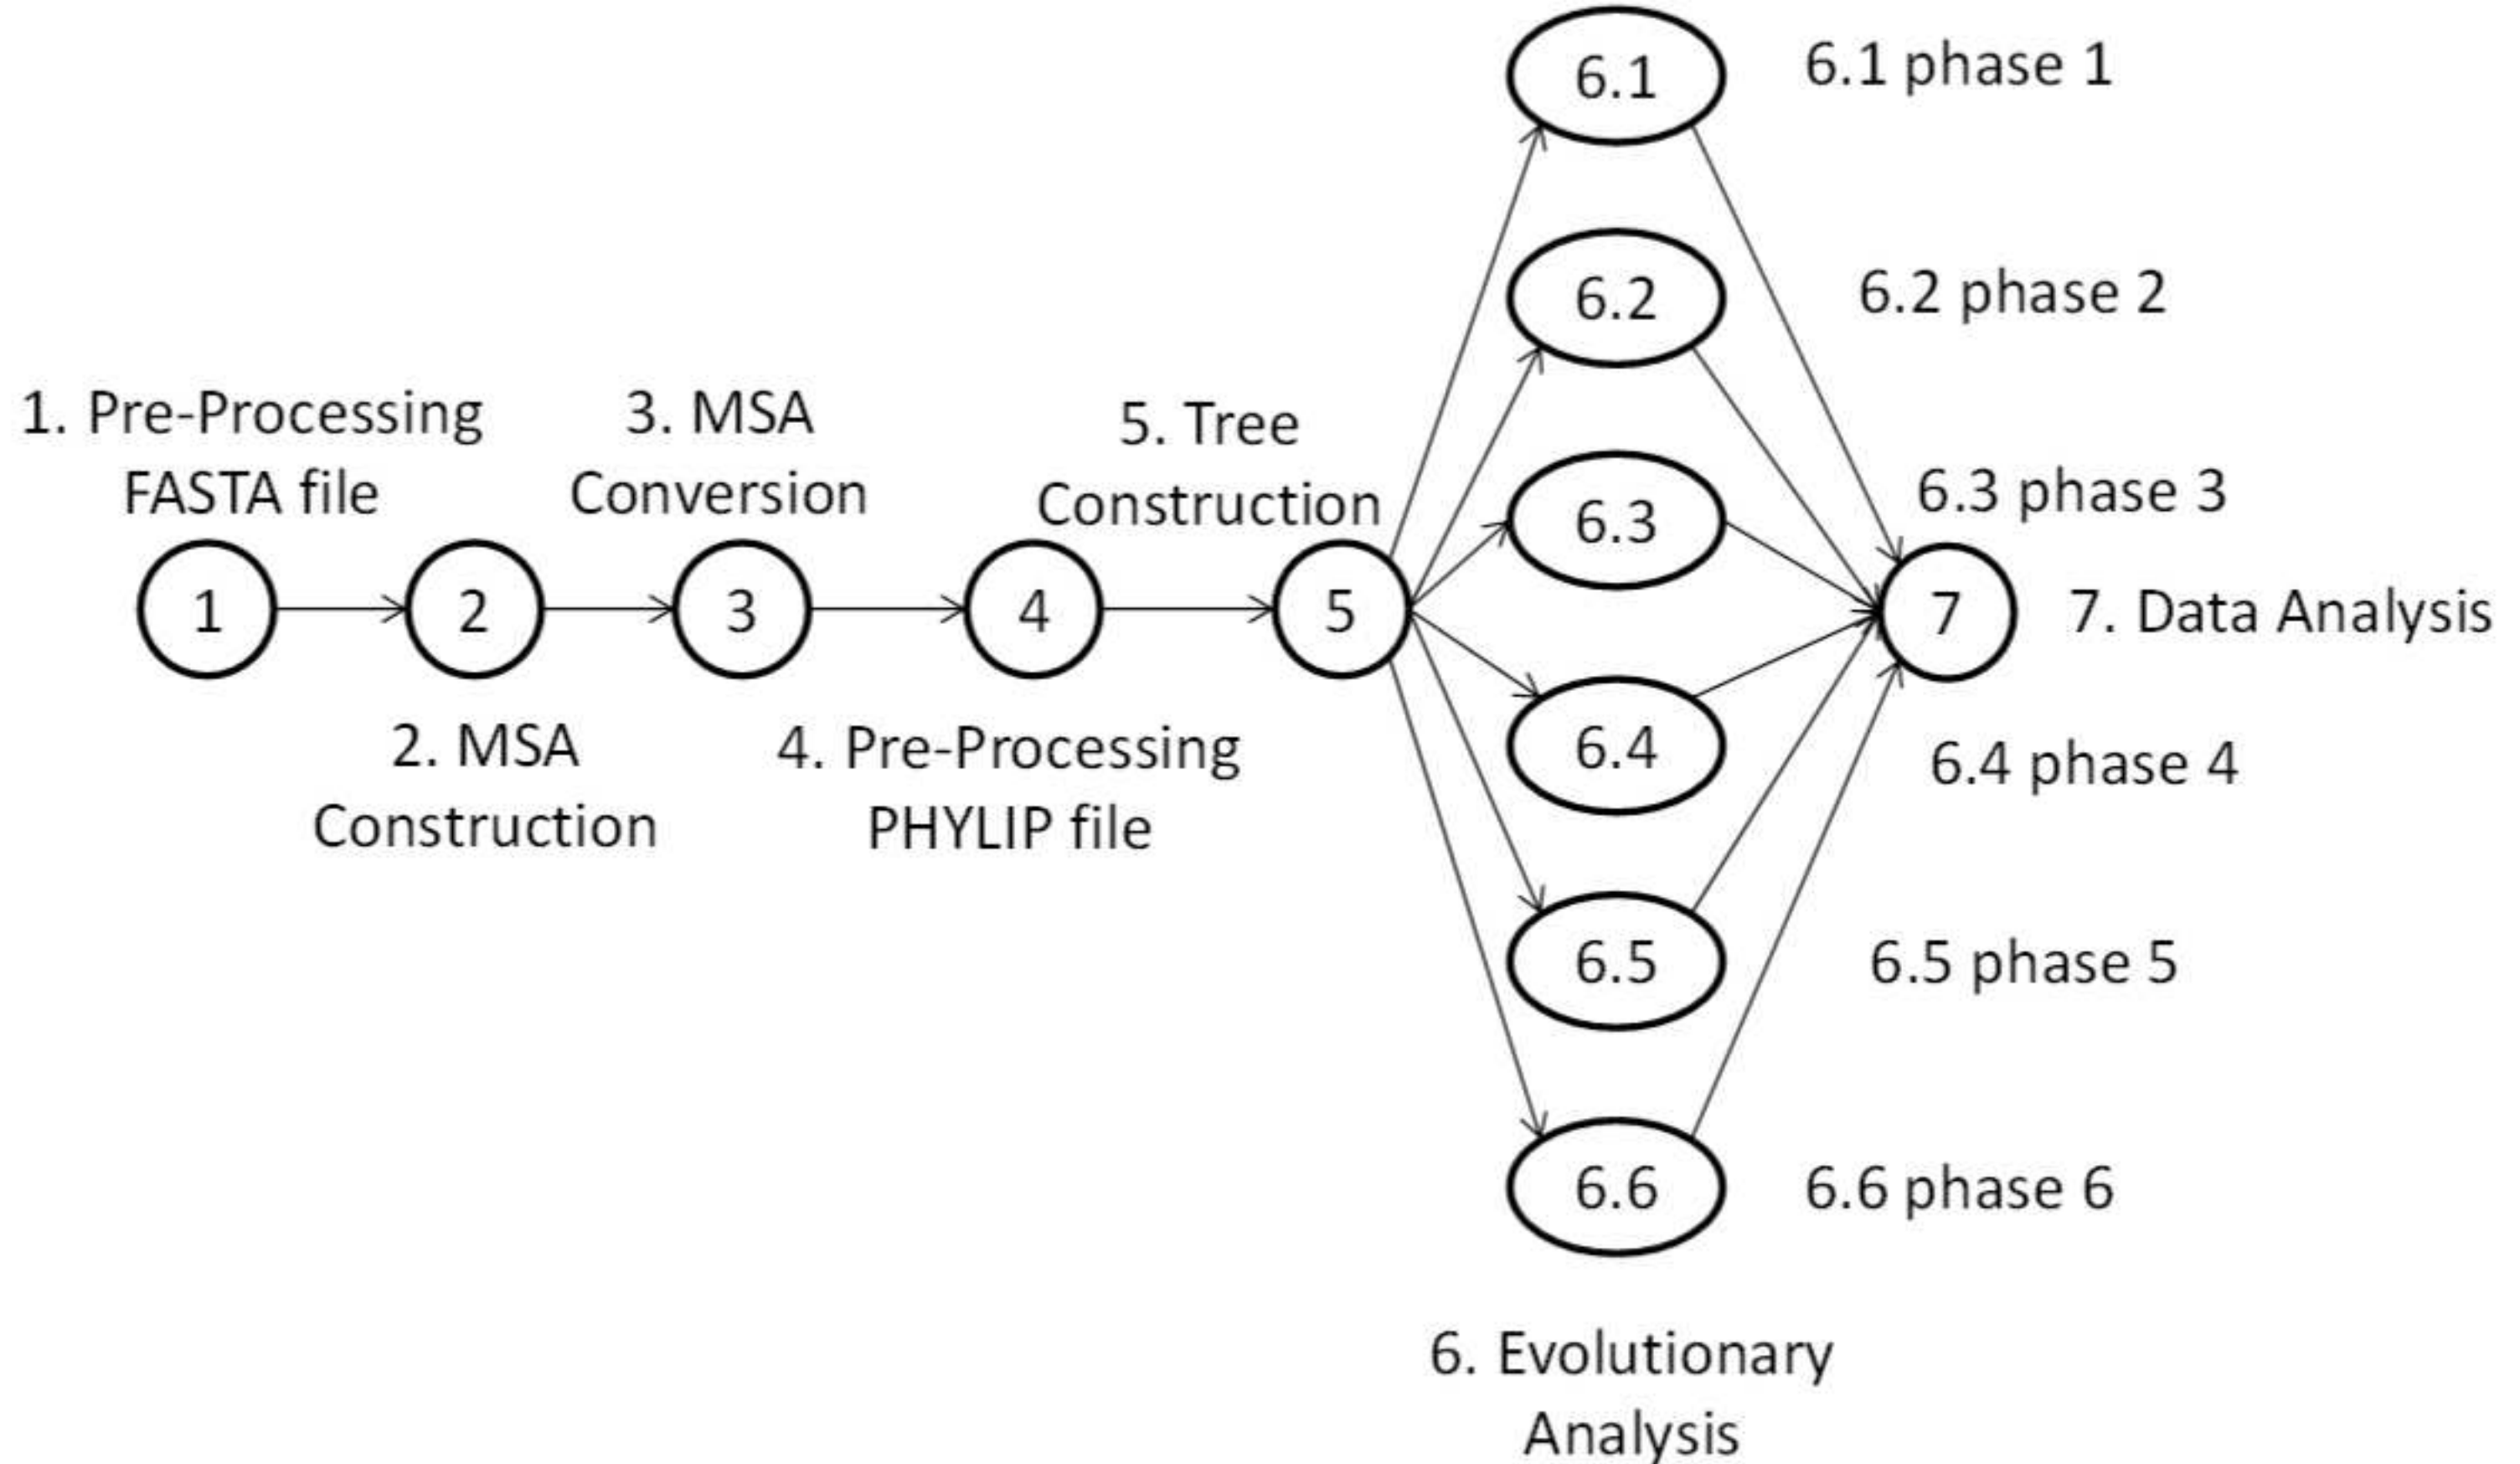 6.1
6.1 phase 1
6.2
6.2 phase 2
1. Pre-Processing
FASTA file
3. MSA
Conversion
5. Tree
Construction
6.3
6.3 phase 3
1
2
3
4
5
7
7. Data Analysis
2. MSA
Construction
4. Pre-Processing
PHYLIP file
6.4
6.4 phase 4
6.5
6.5 phase 5
6.6
6.6 phase 6
6. Evolutionary
Analysis